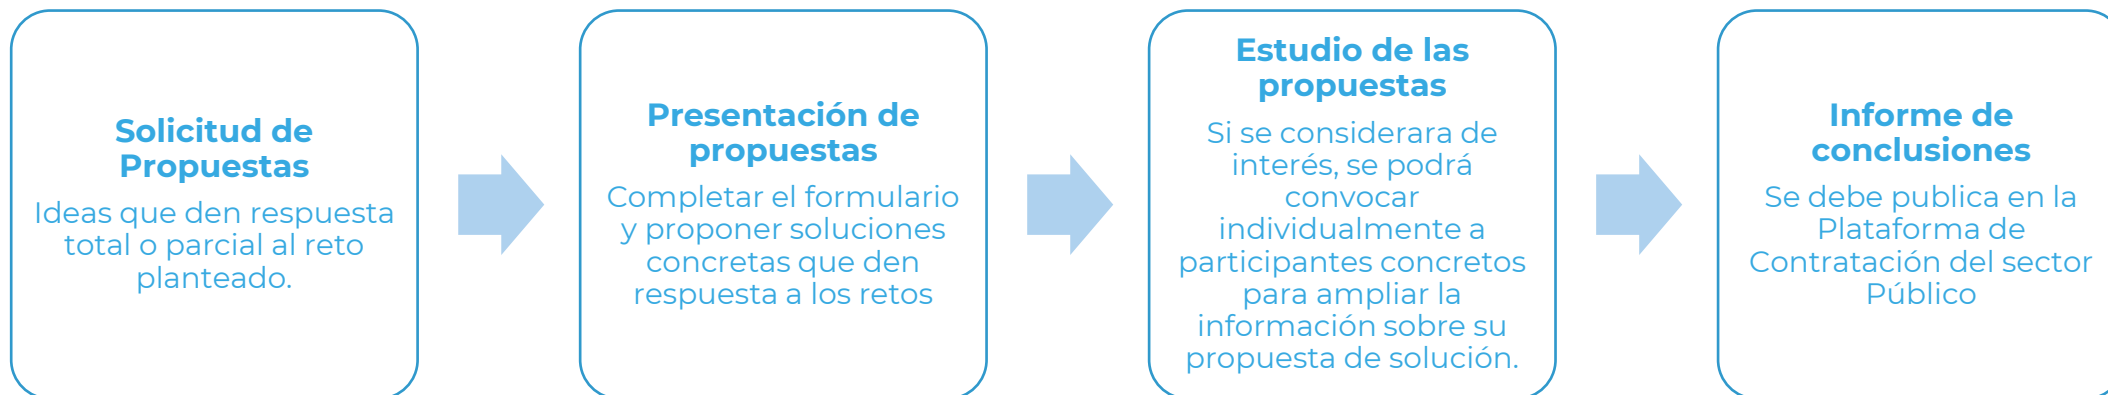 Solicitud de
Propuestas
Ideas que den respuesta
total o parcial al reto
planteado.
Presentación de
propuestas
Completar el formulario
y proponer soluciones
concretas que den
respuesta a los retos
Estudio de las
propuestas
Si se considerara de
interés, se podrá
convocar
individualmente a
participantes concretos
para ampliar la
información sobre su
propuesta de solución.
Informe de
conclusiones
Se debe publica en la
Plataforma de
Contratación del sector
Público